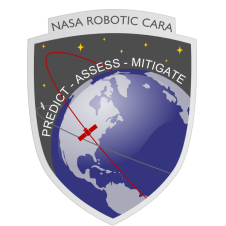 NASA ROBOTIC CARA
PREDICT - ASSESS - MITIGATE